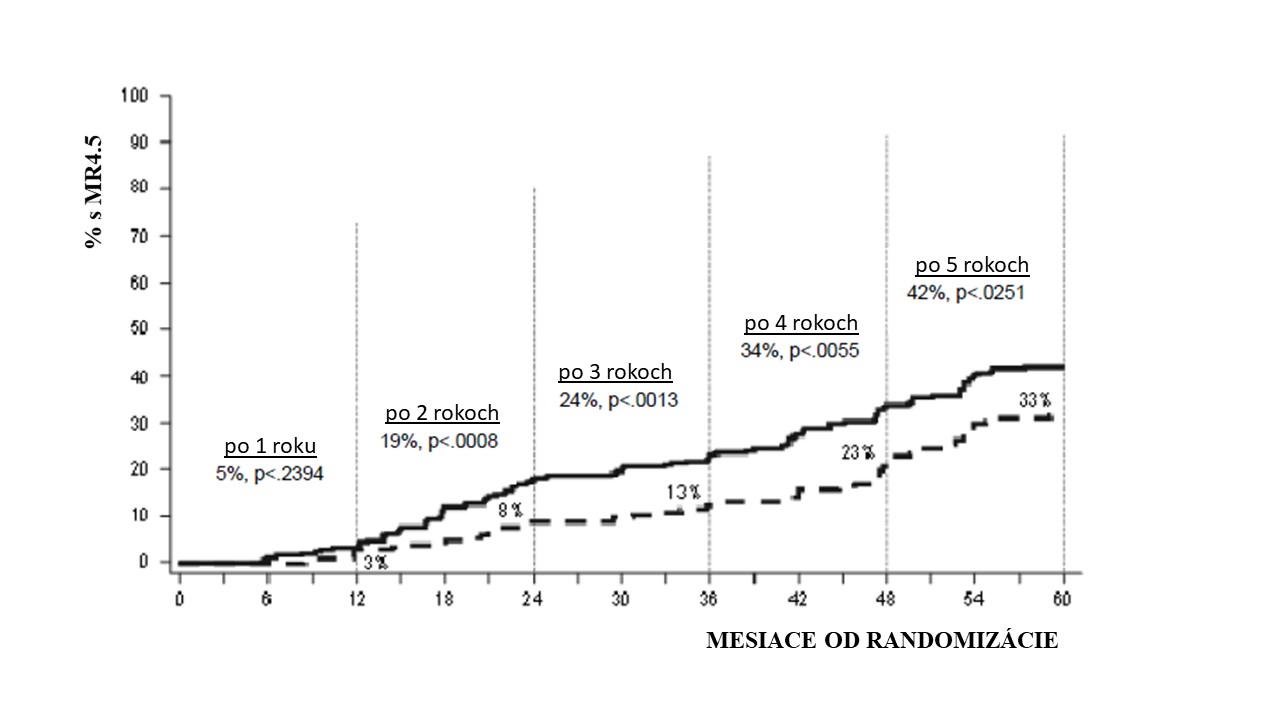 % s MR4.5
100
90
80
70
60
50
40
30
20
10
0
po 1 roku
5%, p<.2394
po 2 rokoch
19%, p<.0008
po 3 rokoch
24%, p<.0013
po 4 rokoch
34%, p<.0055
po 5 rokoch
42%, p<.0251
3%
8%
13%
23%
33%
0 6 12 18 24 30 36 42 48 54 60
MESIACE OD RANDOMIZÁCIE